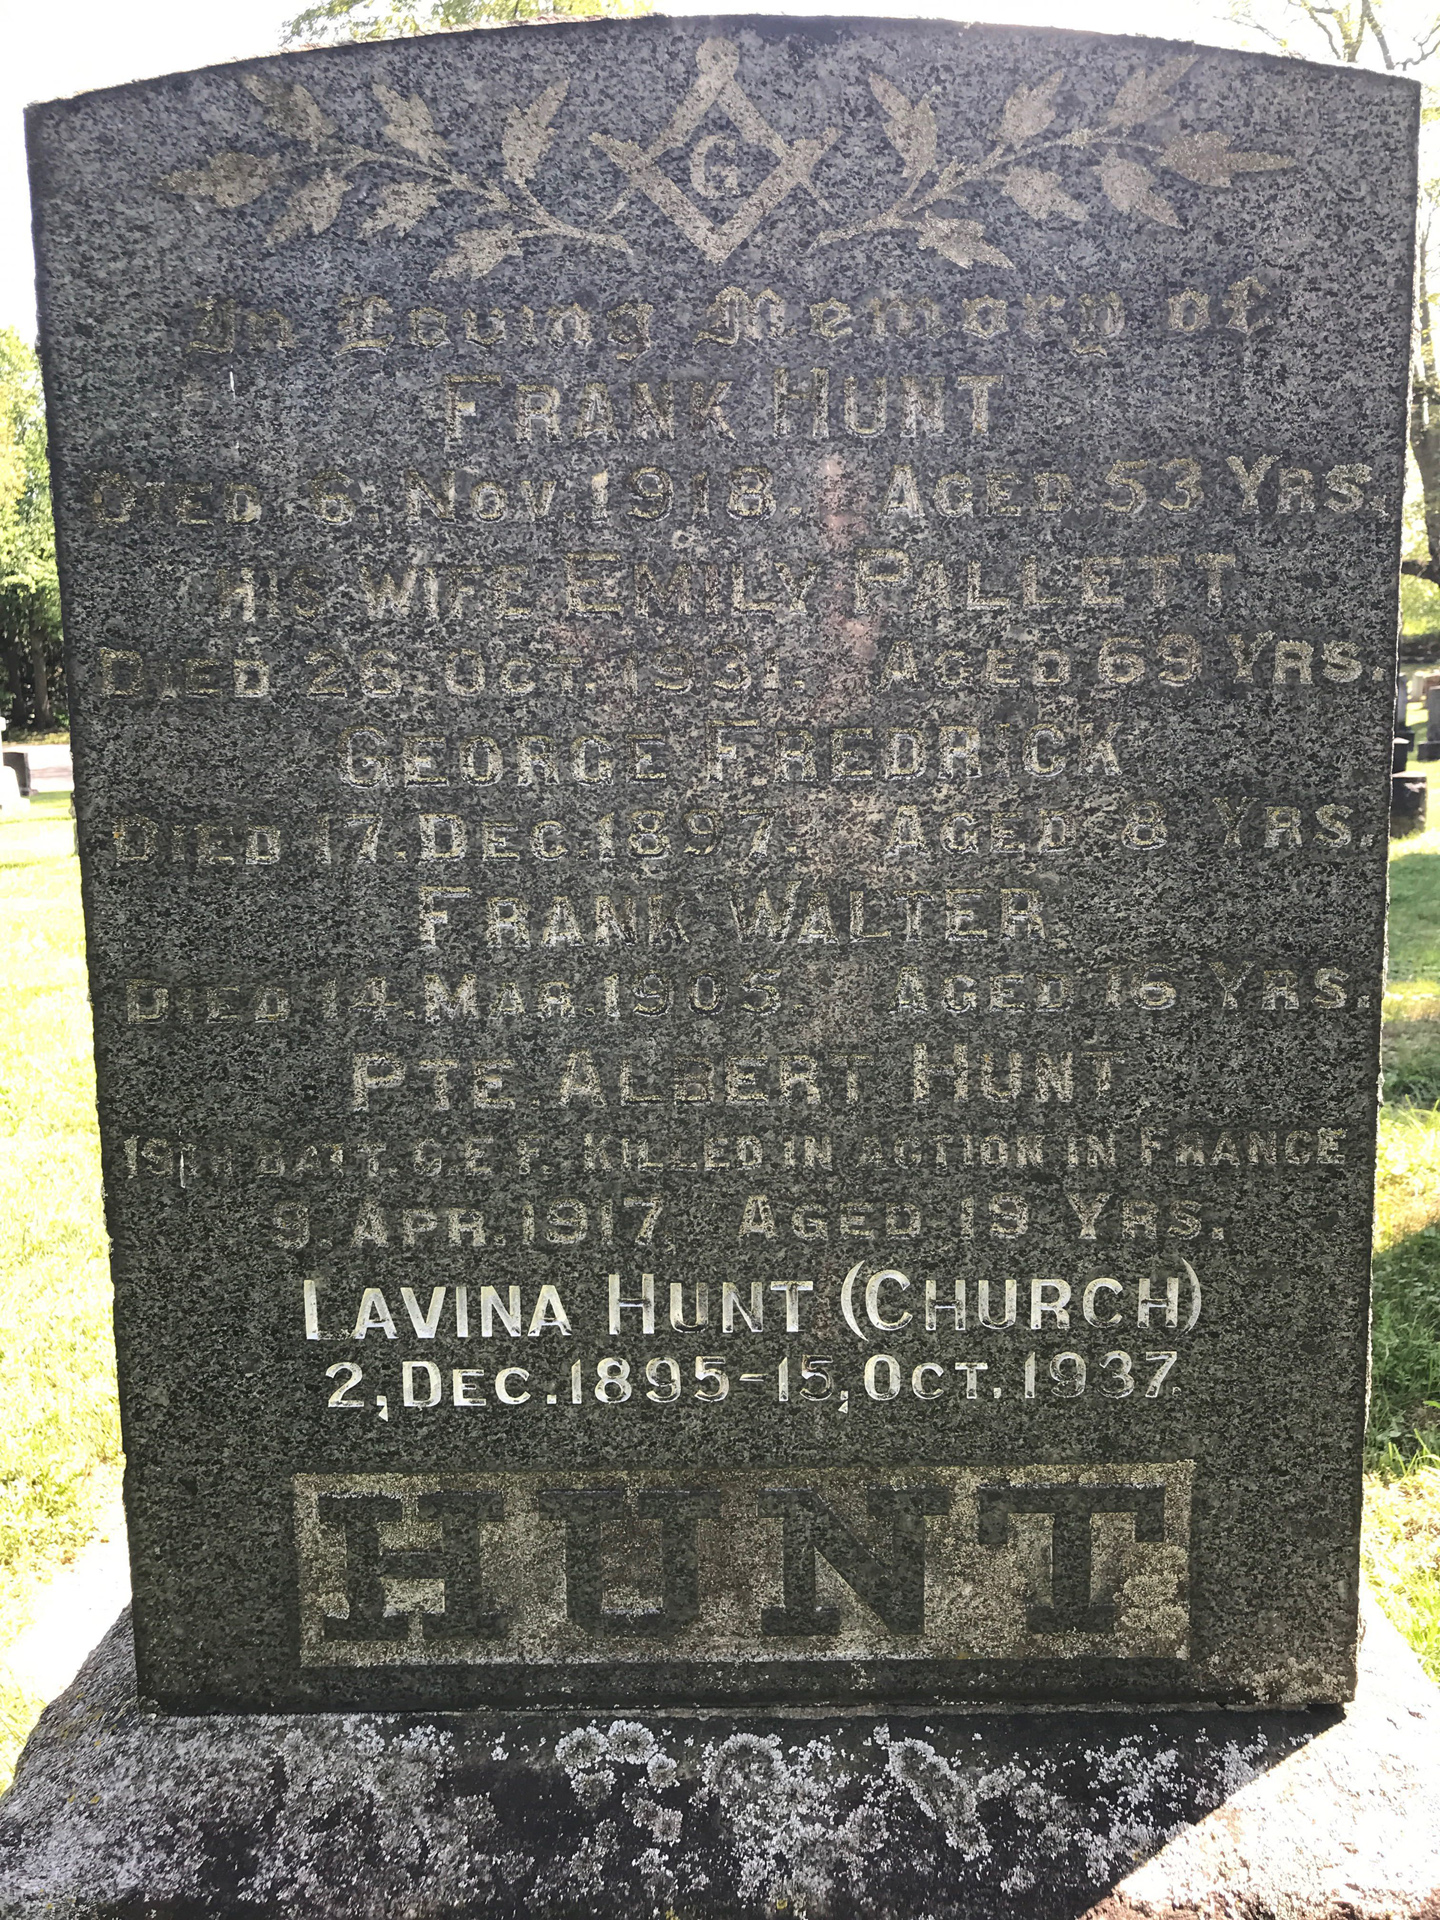 G
In Loving Memory of
FRANK HUNT
DIED 6. NOV. 1918. AGED 53 YRS.
HIS WIFE EMILY PALLETT
DIED 26. OCT. 1931. AGED 69 YRS.
GEORGE FREDRICK
DIED 17. DEC. 1897. AGED 8 YRS.
FRANK WALTER
DIED 14. MAR. 1905. AGED 16 YRS.
PTE. ALBERT HUNT
BATT. C.E.F. KILLED IN ACTION IN FRANCE
9. APR. 1917, AGED 19 YRS.
LAVINA HUNT (CHURCH)
2, DEC. 1895-15, OCT. 1937.
HUNT